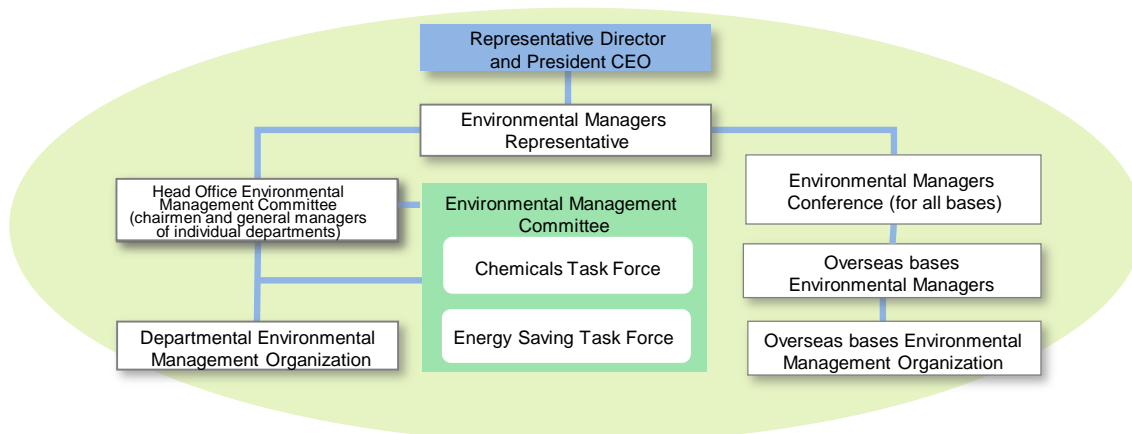 Representative Director
and President CEO
Environmental Managers
Representative
Head Office Environmental
Management Committee
(chairmen and general managers
of individual departments)
Environmental Management
Committee
Chemicals Task Force
Energy Saving Task Force
Departmental Environmental
Management Organization
Environmental Managers
Conference (for all bases)
Overseas bases
Environmental Managers
Overseas bases Environmental
Management Organization